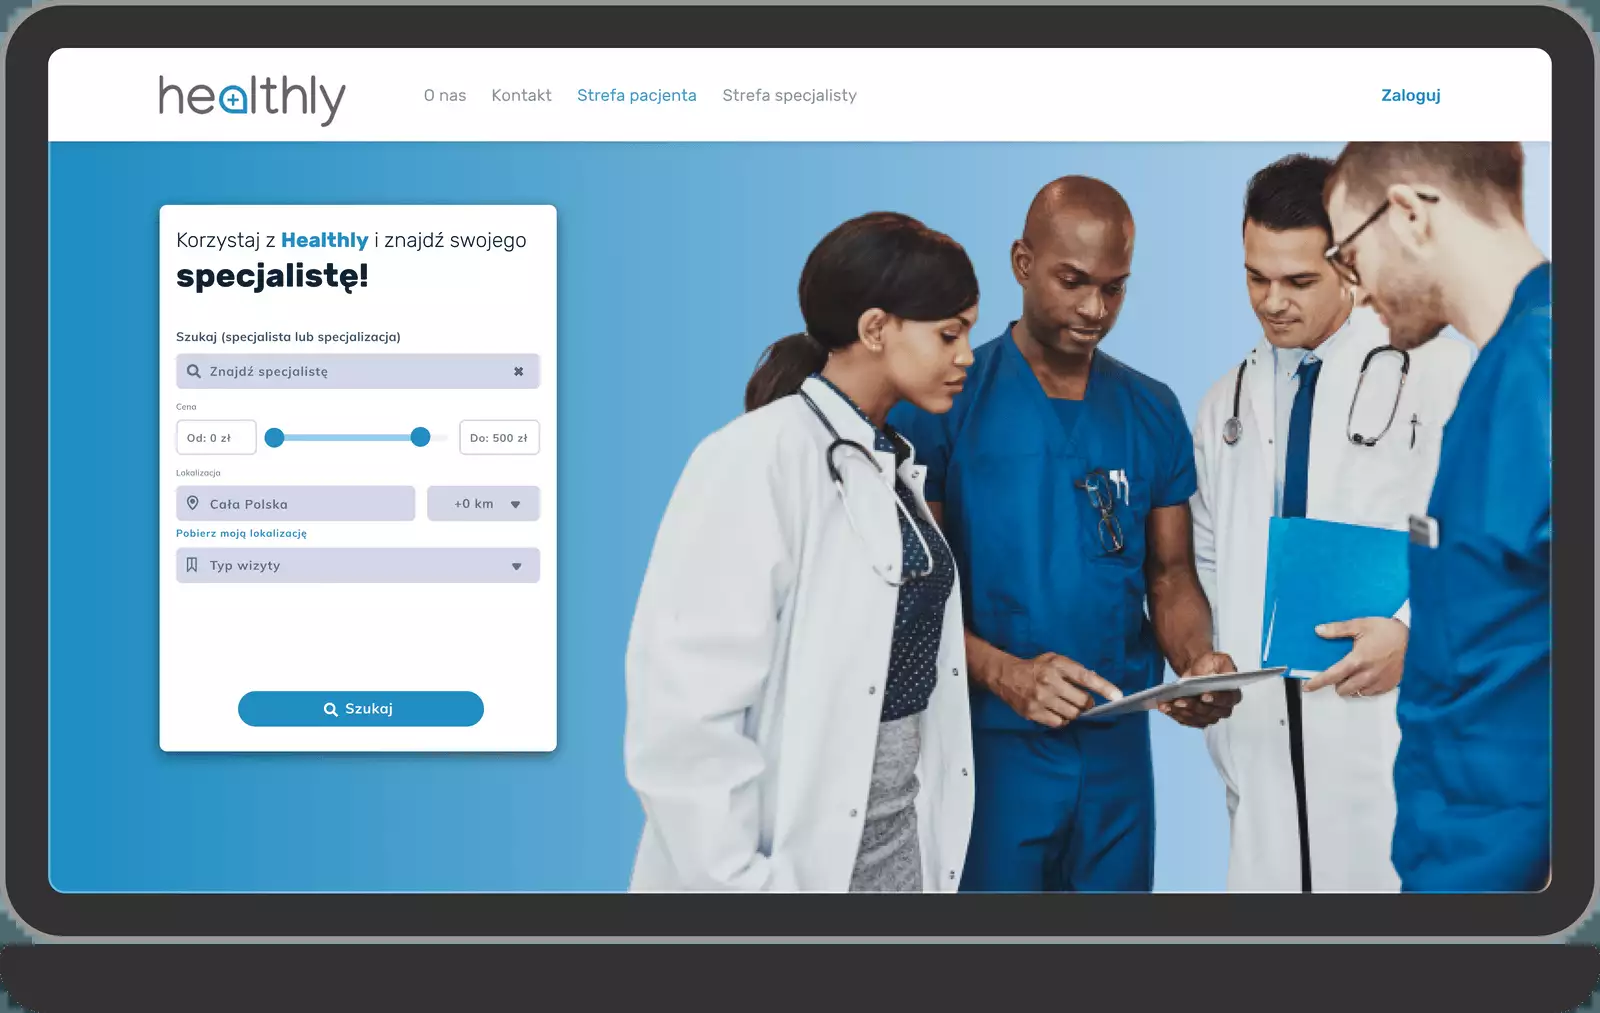 healthly
O nas Kontakt Strefa pacjenta Strefa specjalisty Zaloguj
Korzystaj z Healthly i znajdź swojego
specjalistę!
Szukaj (specjalista lub specjalizacja)
Znajdź specjalistę
Cena
Od: 0 zł Do: 500 zł
Lokalizacja
Cała Polska +0 km
Pobierz moją lokalizację
Typ wizyty
Szukaj